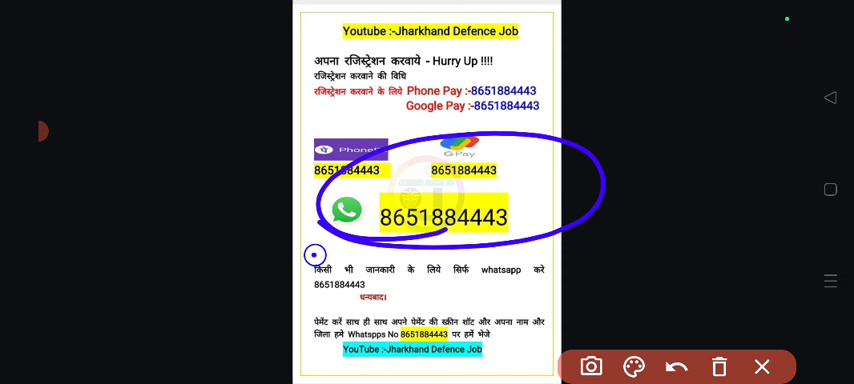 Youtube :-Jharkhand Defence Job
अपना रजिस्ट्रेशन करवाये - Hurry Up !!!!
रजिस्ट्रेशन करवाने की विधि
रजिस्ट्रेशन करवाने के लिये Phone Pay :-8651884443
Google Pay :-8651884443
PhoneP
G Pay
8651884443
8651884443
8651884443
किसी भी जानकारी के लिये सिर्फ whatsapp करे
8651884443
धन्यबाद।
पेमेंट करें साथ ही साथ अपने पेमेंट की स्क्रीन शॉट और अपना नाम और
जिला हमे Whatspps No 8651884443 पर हमें भेजे
YouTube :-Jharkhand Defence Job